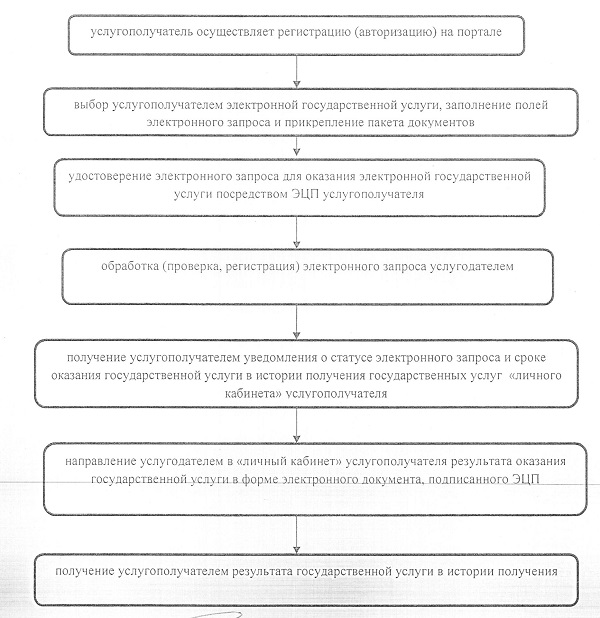 услугополучатель осуществляет регистрацию (авторизацию) на портале
выбор услугополучателем электронной государственной услуги, заполнение полей
электронного запроса и прикрепление пакета документов
удостоверение электронного запроса для оказания электронной государственной
услуги посредством ЭЦП услугополучателя
обработка (проверка, регистрация) электронного запроса услугодателем
получение услугополучателем уведомления о статусе электронного запроса и сроке
оказания государственной услуги в истории получения государственных услуг «личного
кабинета» услугополучателя
направление услугодателем в «личный кабинет» услугополучателя результата оказания
государственной услуги в форме электронного документа, подписанного ЭЦП
получение услугополучателем результата государственной услуги в истории получения